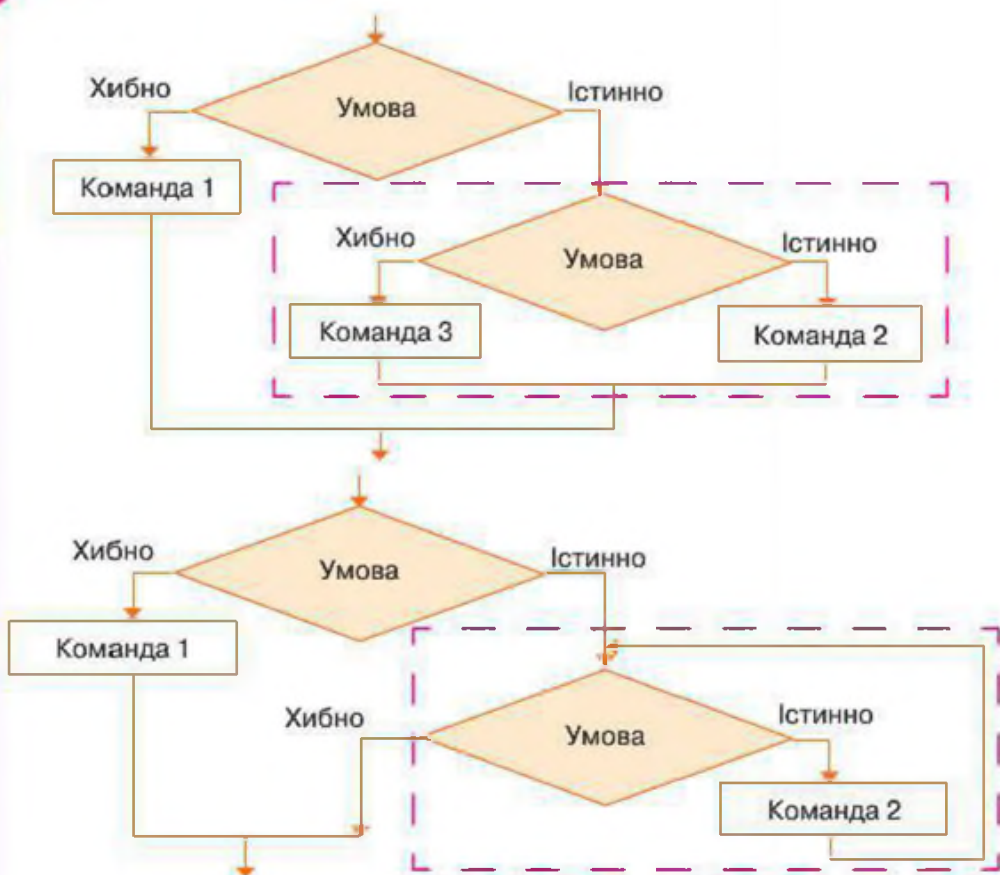 Хибно
Умова
Істинно
Команда 1
Хибно
Умова
Істинно
Команда 3
Команда 2
Хибно
Умова
Істинно
Команда 1
Хибно
Умова
Істинно
Команда 2